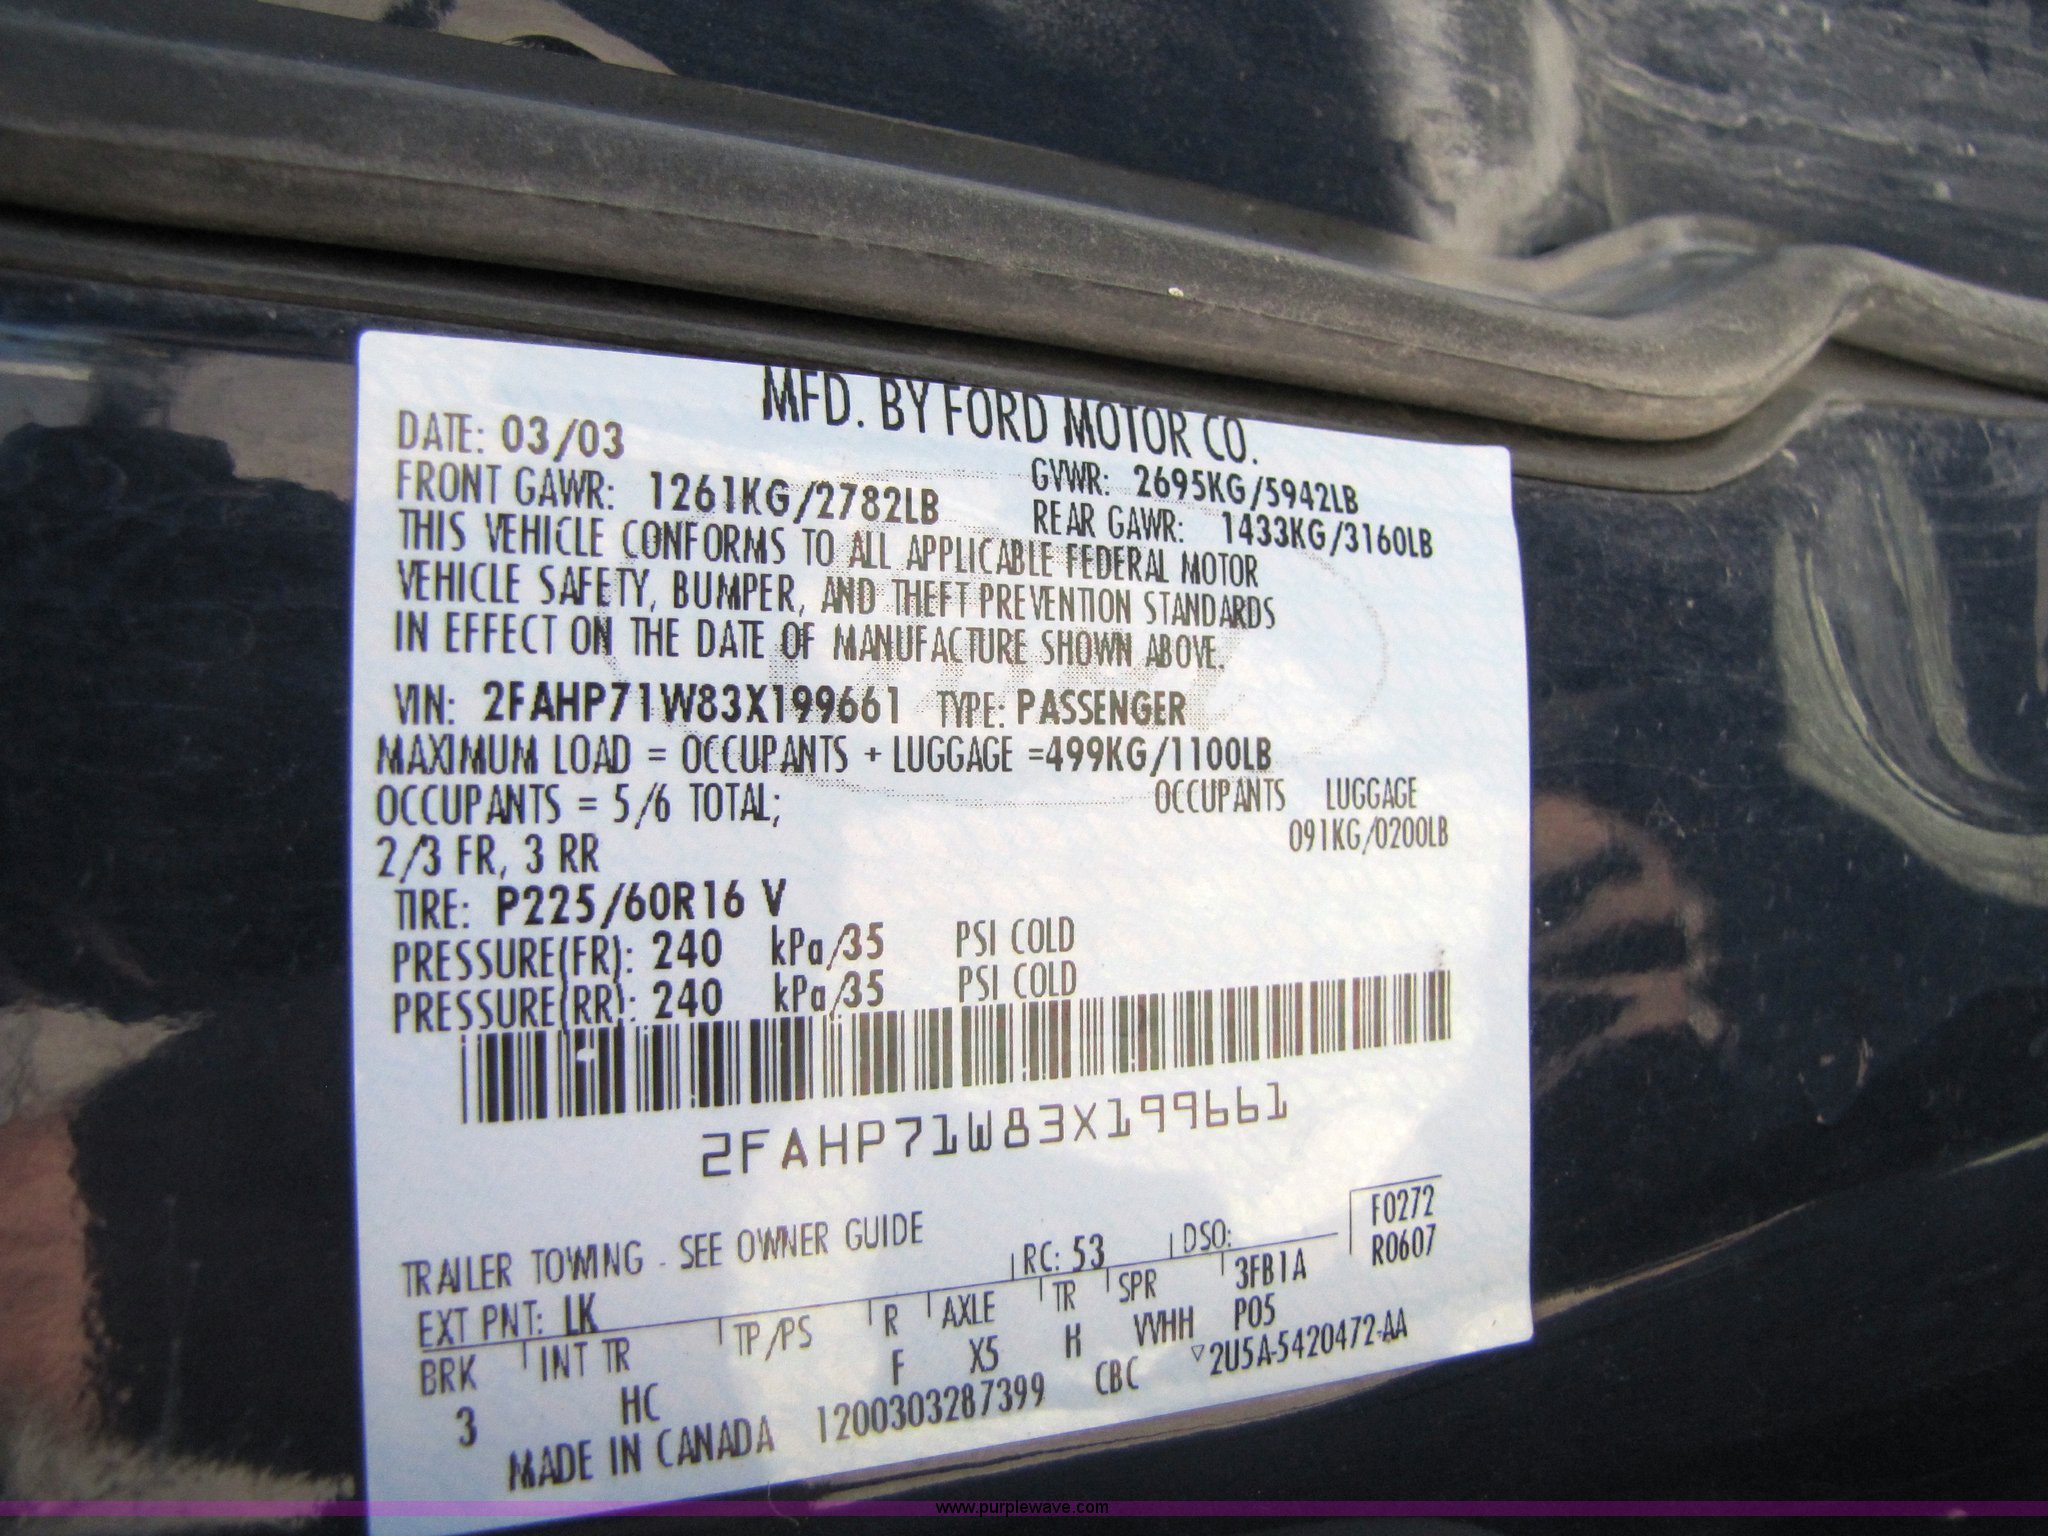 MFD. BY FORD MOTOR CO.
DATE: 03/03
GVWR: 2695KG/5942LB
FRONT GAWR: 1261KG/2782LB
REAR GAWR: 1433KG/3160LB
THIS VEHICLE CONFORMS TO ALL APPLICABLE FEDERAL MOTOR
VEHICLE SAFETY, BUMPER, AND THEFT PREVENTION STANDARDS
IN EFFECT ON THE DATE OF MANUFACTURE SHOWN ABOVE.
VIN: 2FAHP71W83X199661 TYPE: PASSENGER
MAXIMUM LOAD = OCCUPANTS + LUGGAGE =499KG/1100LB
OCCUPANTS = 5/6 TOTAL; OCCUPANTS LUGGAGE
2/3 FR, 3 RR 091KG/0200LB
TIRE: P225/60R16 V
PRESSURE(FR): 240 kPa/35 PSI COLD
PRESSURE(RR): 240 kPa/35 PSI COLD
2FAHP71W83X199661
TRAILER TOWING - SEE OWNER GUIDE
F0272
R0607
EXT PNT: LK RC: 53 DSO:
BRK INT TR TP/PS R AXLE TR SPR 3FB1A
3 HC F X5 H VVHH P05
MADE IN CANADA 1200303287399 CBC ▽2U5A-5420472-AA
www.purplewave.com